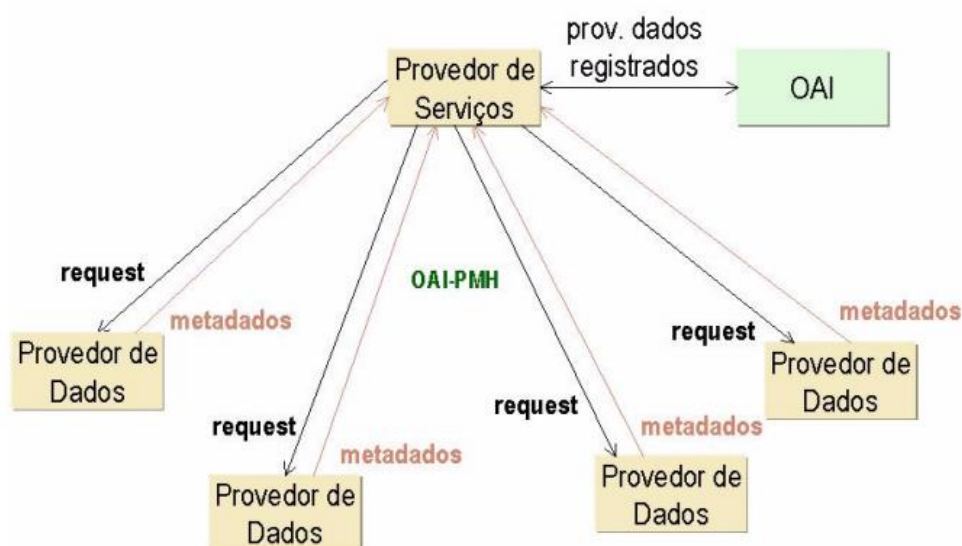 prov. dados
registrados
Provedor de
Serviços
OAI
request
OAI-PMH
metadados
metadados
request
Provedor de
Dados
Provedor de
Dados
request
metadados
request
metadados
Provedor de
Dados
Provedor de
Dados